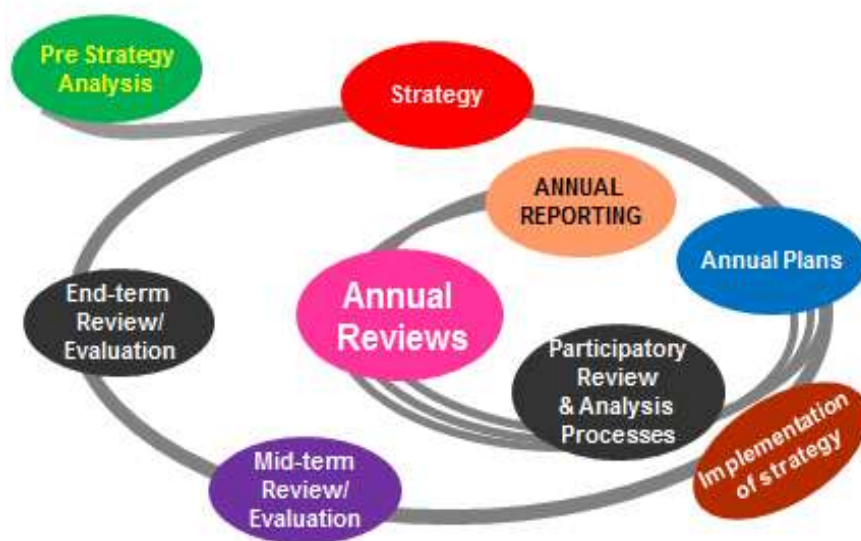 Pre Strategy
Analysis
Strategy
ANNUAL
REPORTING
Annual Plans
Annual
Reviews
End-term
Review/
Evaluation
Participatory
Review
& Analysis
Processes
Implementation
of strategy
Mid-term
Review/
Evaluation